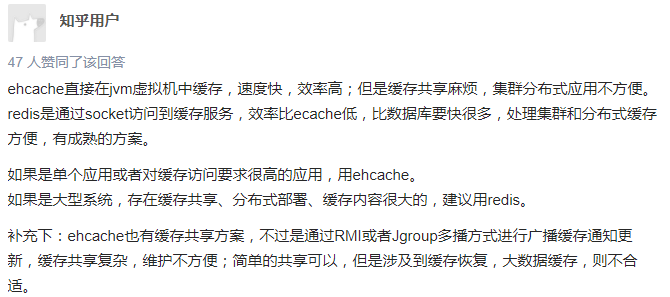 知乎用户
47 人赞同了该回答
ehcache直接在jvm虚拟机中缓存，速度快，效率高；但是缓存共享麻烦，集群分布式应用不方便。
redis是通过socket访问到缓存服务，效率比ecache低，比数据库要快很多，处理集群和分布式缓存
方便，有成熟的方案。
如果是单个应用或者对缓存访问要求很高的应用，用ehcache。
如果是大型系统，存在缓存共享、分布式部署、缓存内容很大的，建议用redis。
补充下：ehcache也有缓存共享方案，不过是通过RMI或者Jgroup多播方式进行广播缓存通知更
新，缓存共享复杂，维护不方便；简单的共享可以，但是涉及到缓存恢复，大数据缓存，则不合
适。